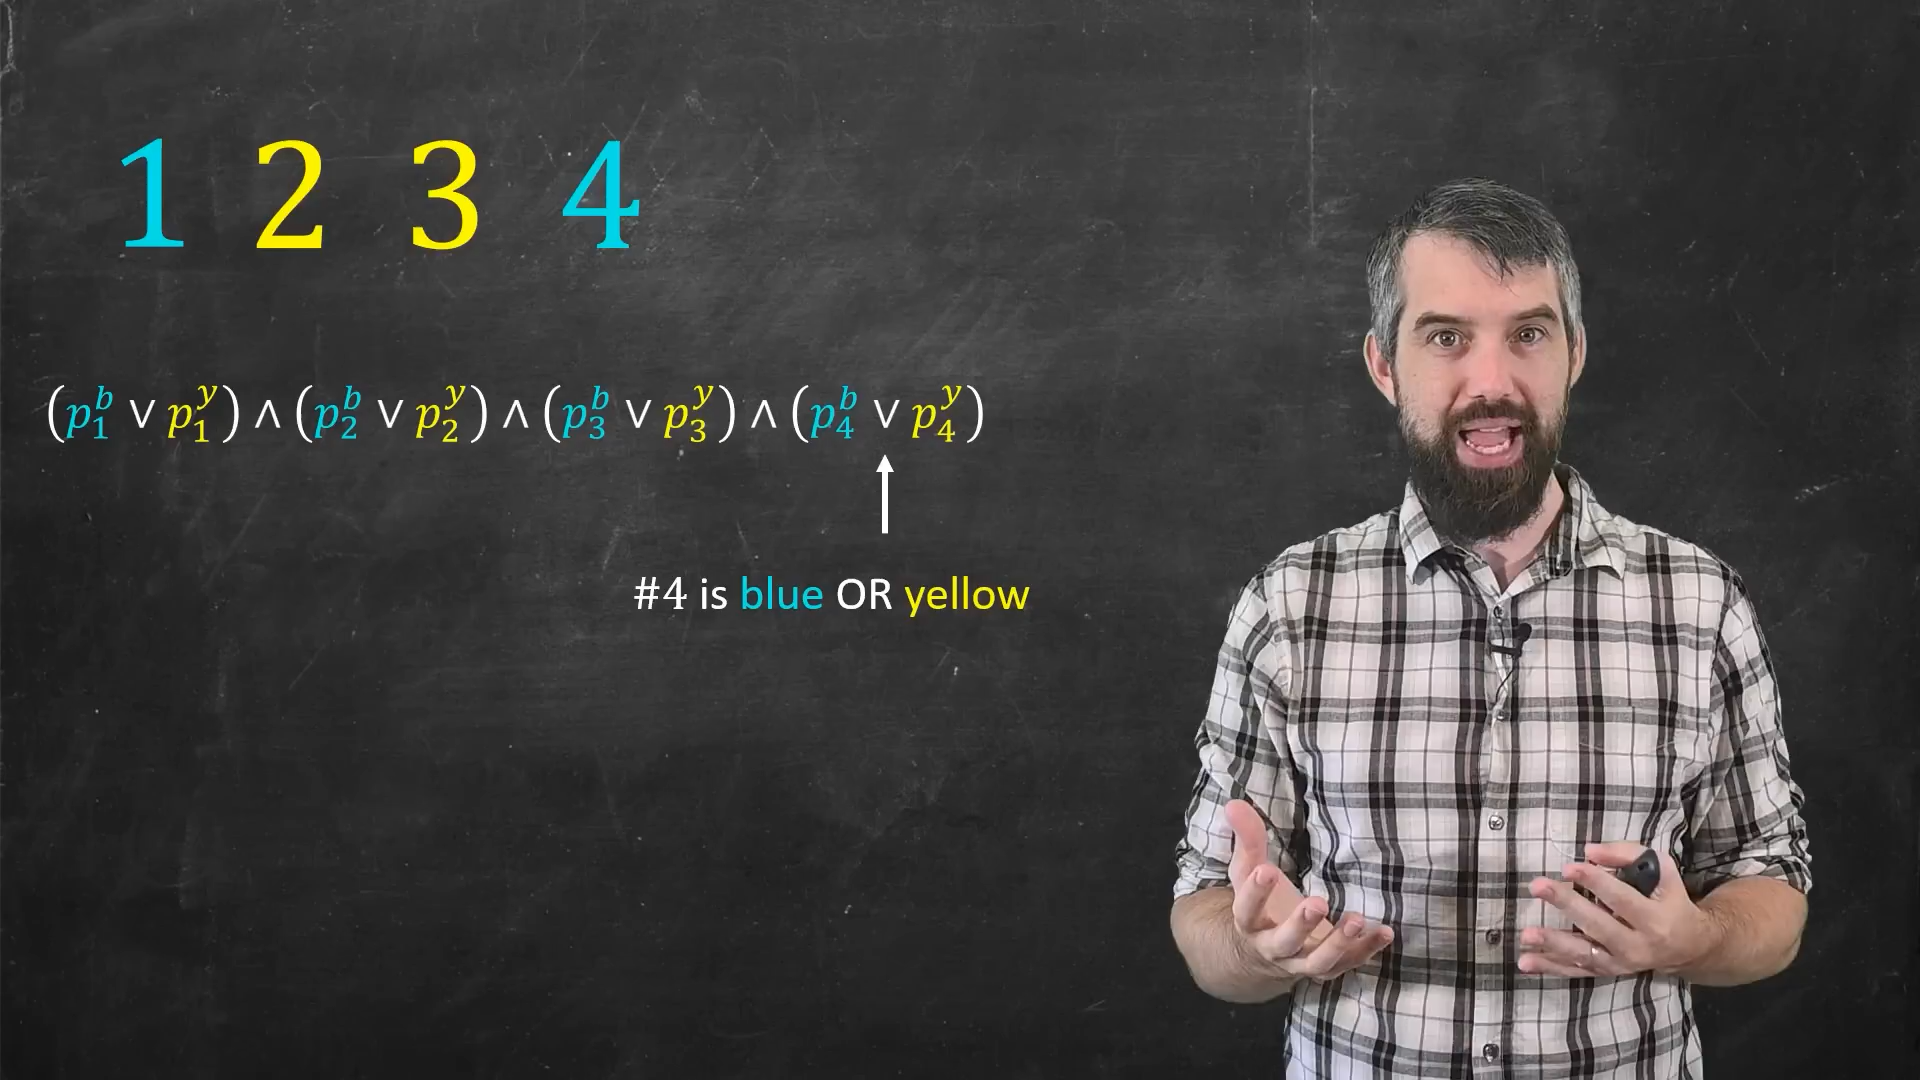 1 2 3 4
(p₁ᵇ ∨ p₁ʸ) ∧ (p₂ᵇ ∨ p₂ʸ) ∧ (p₃ᵇ ∨ p₃ʸ) ∧ (p₄ᵇ ∨ p₄ʸ)
#4 is blue OR yellow